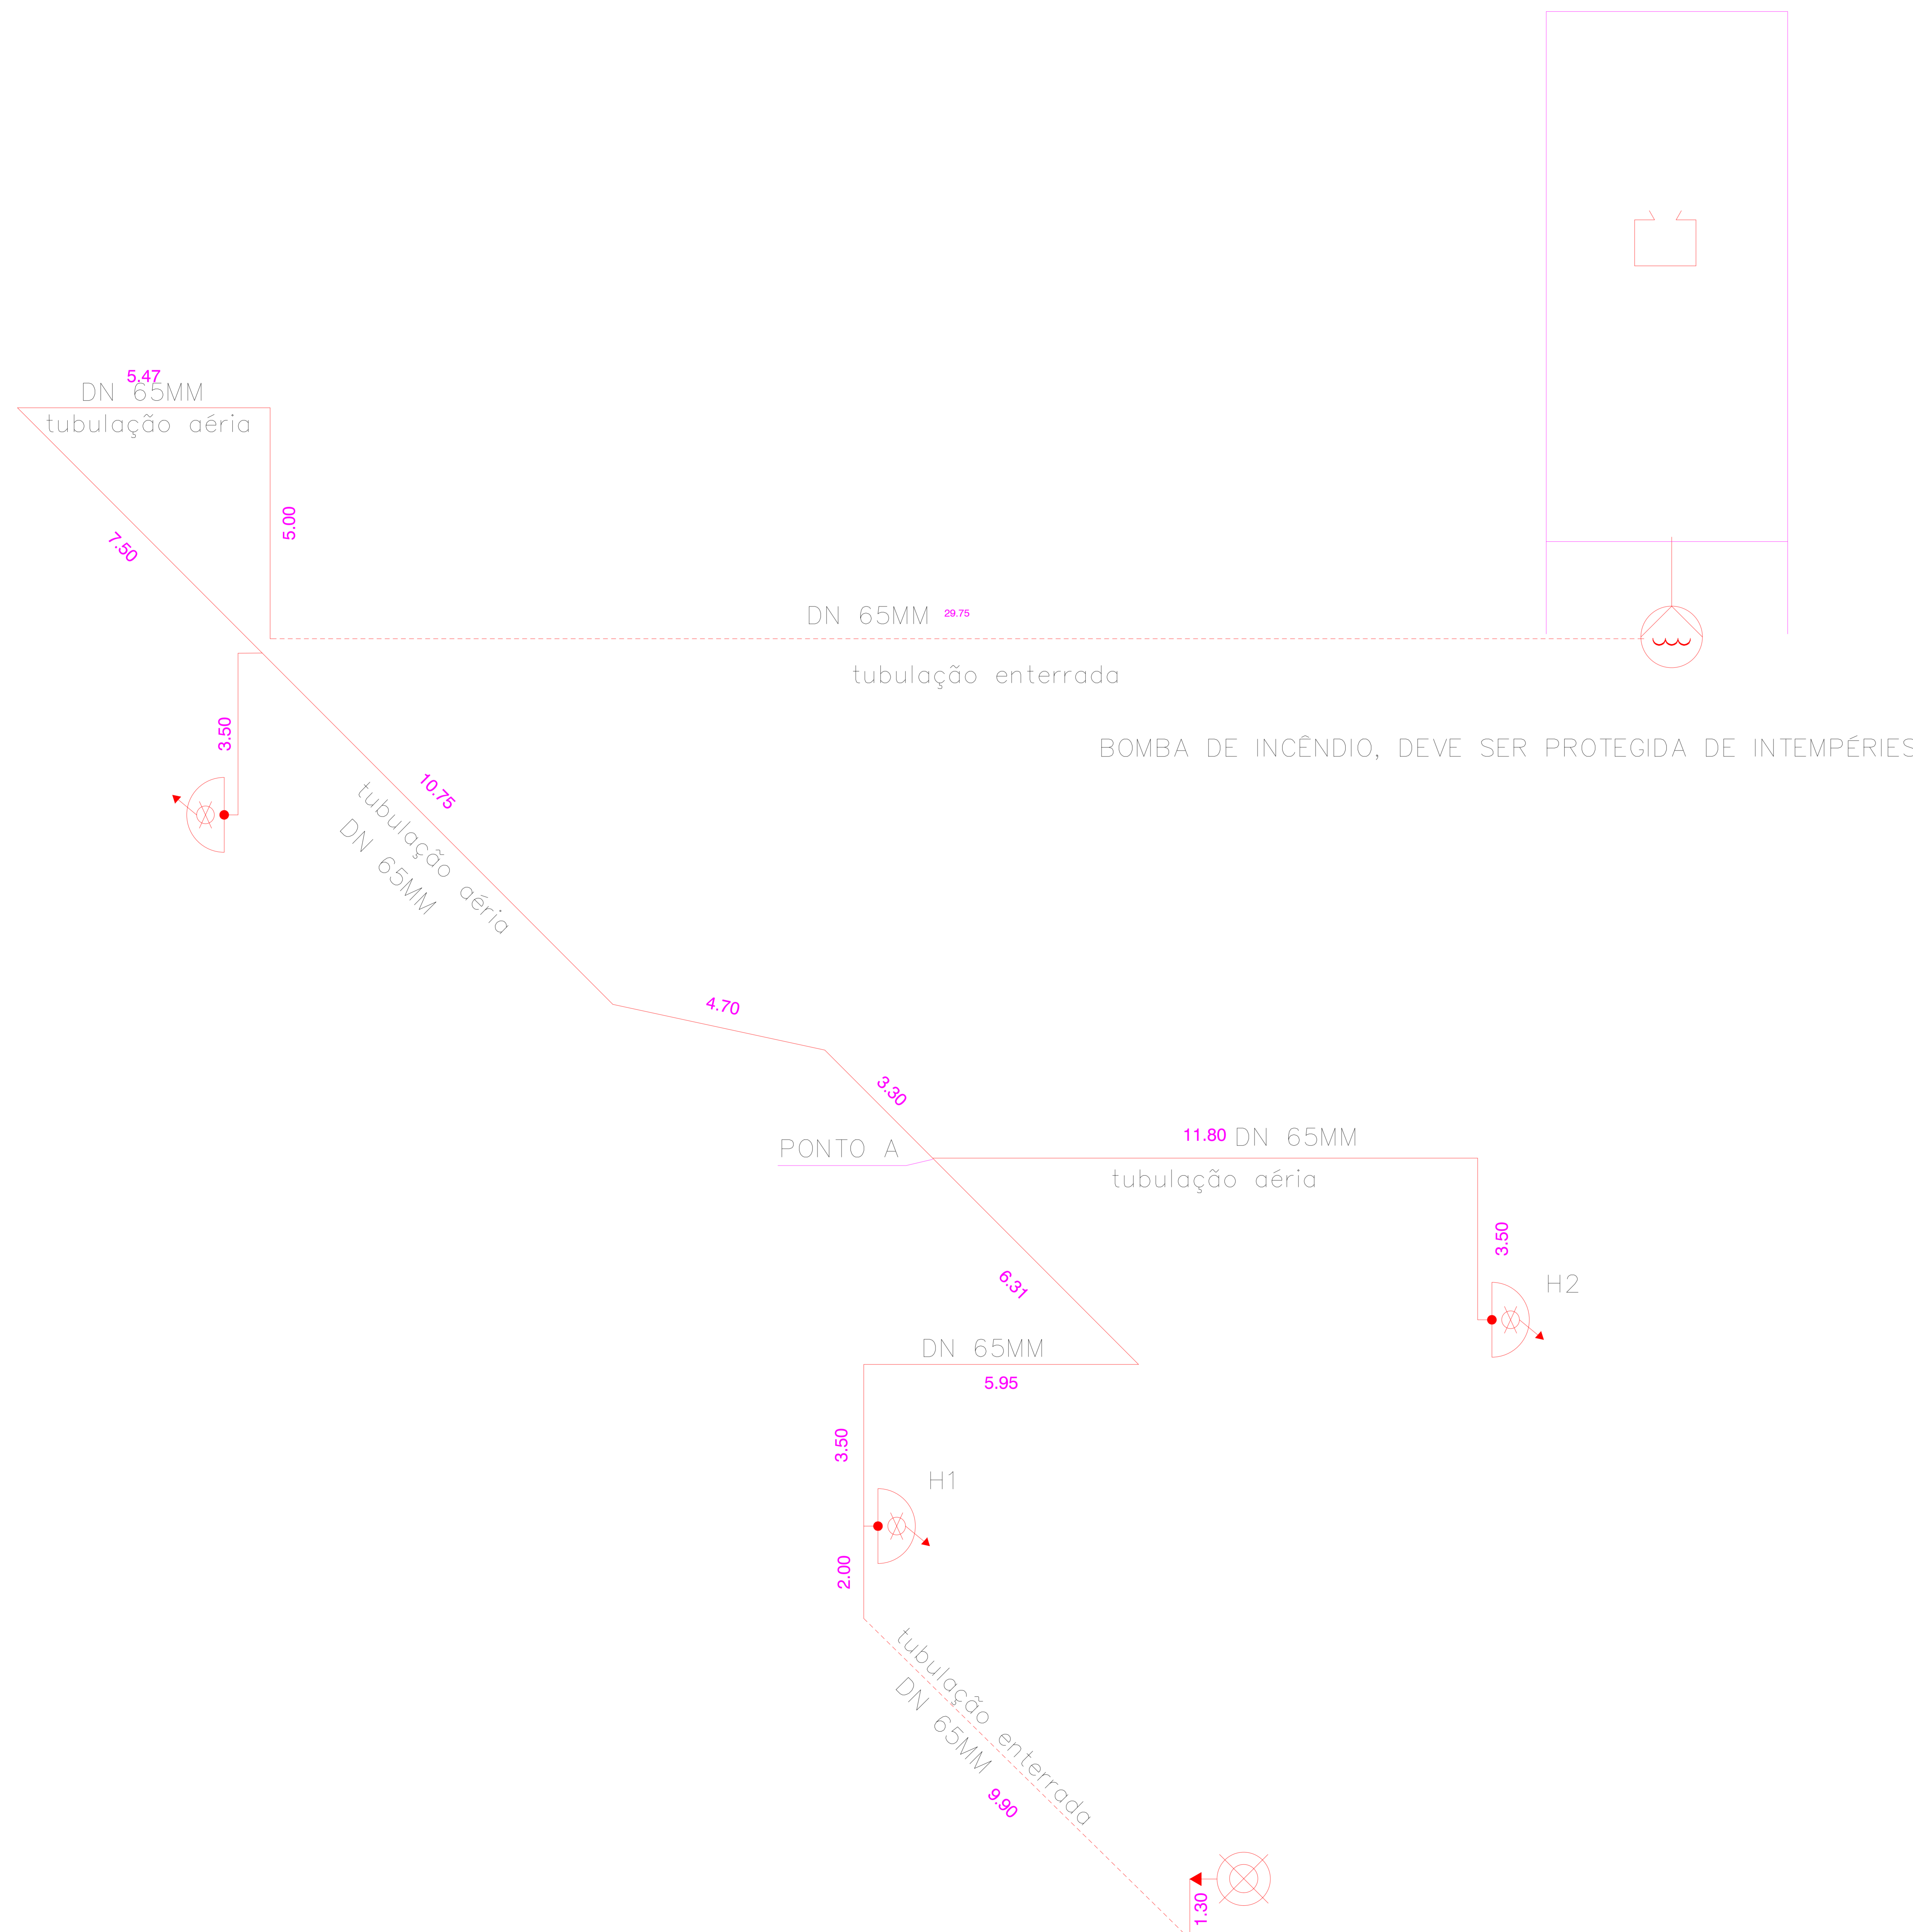 5.47
DN 65MM
tubulação aéria
5.00
7.50
DN 65MM 29.75
tubulação enterrada
3.50
BOMBA DE INCÊNDIO, DEVE SER PROTEGIDA DE INTEMPÉRIES
10.75
tubulação aéria
DN 65MM
4.70
3.30
PONTO A
11.80 DN 65MM
tubulação aéria
3.50
H2
6.31
DN 65MM
5.95
3.50
H1
2.00
tubulação enterrada
DN 65MM
9.90
1.30